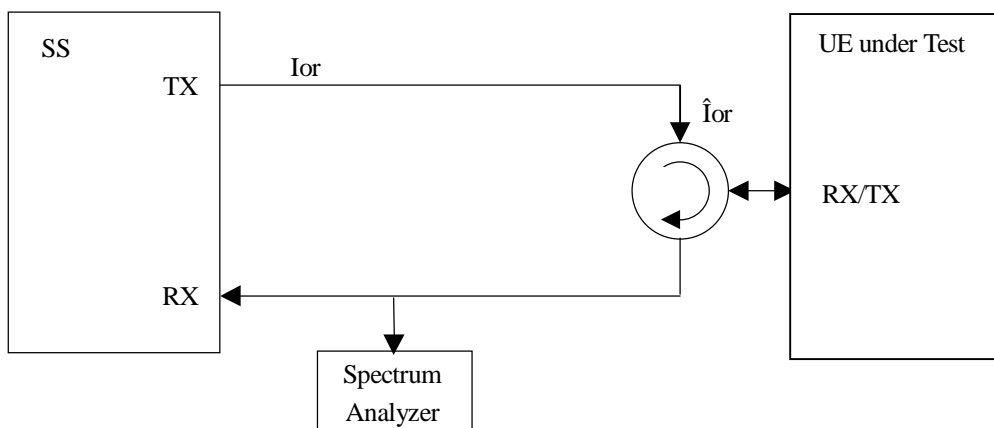 SS
UE under Test
TX
Ior
Îor
RX/TX
RX
Spectrum
Analyzer